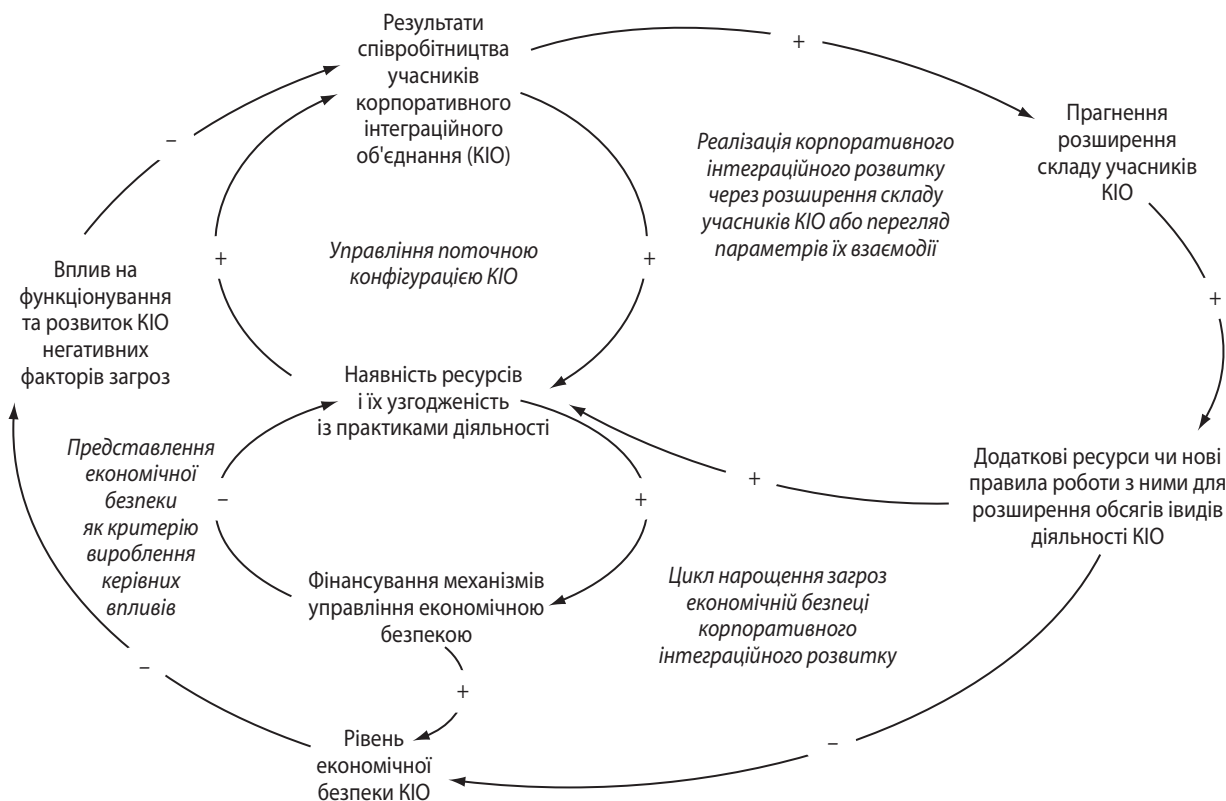 Результати
співробітництва
учасників
корпоративного
інтеграційного
об'єднання (КІО)
+
Прагнення
розширення
складу учасників
КІО
–
Реалізація корпоративного
інтеграційного розвитку
через розширення складу
учасників КІО або перегляд
параметрів їх взаємодії
Управління поточною
конфігурацією КІО
+
+
+
Вплив на
функціонування
та розвиток КІО
негативних
факторів загроз
Наявність ресурсів
і їх узгодженість
із практиками діяльності
Представлення
економічної
безпеки
як критерію
вироблення
керівних
впливів
–
+
+
Додаткові ресурси чи нові
правила роботи з ними для
розширення обсягів івидів
діяльності КІО
Фінансування механізмів
управління економічною
безпекою
Цикл нарощення загроз
економічній безпеці
корпоративного
інтеграційного розвитку
–
+
–
Рівень
економічної
безпеки КІО